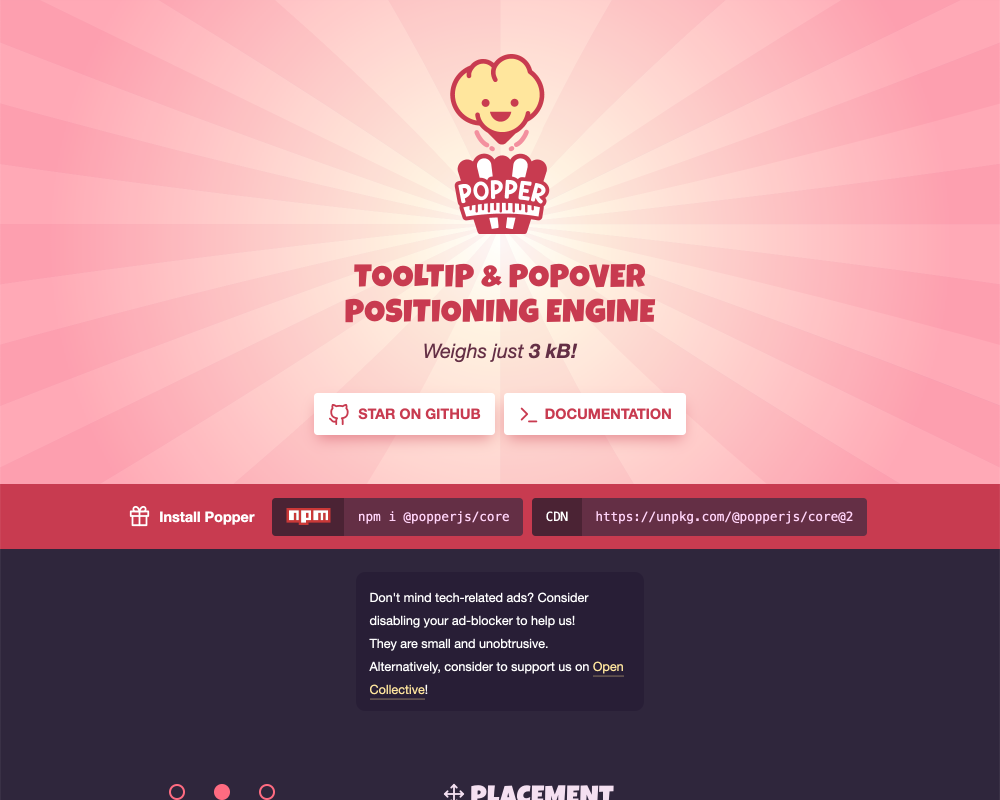 POPPER
TOOLTIP & POPOVER
POSITIONING ENGINE
Weighs just 3 kB!
STAR ON GITHUB
DOCUMENTATION
Install Popper
npm
npm i @popperjs/core
CDN
https://unpkg.com/@popperjs/core@2
Don't mind tech-related ads? Consider
disabling your ad-blocker to help us!
They are small and unobtrusive.
Alternatively, consider to support us on Open
Collective!
PLACEMENT